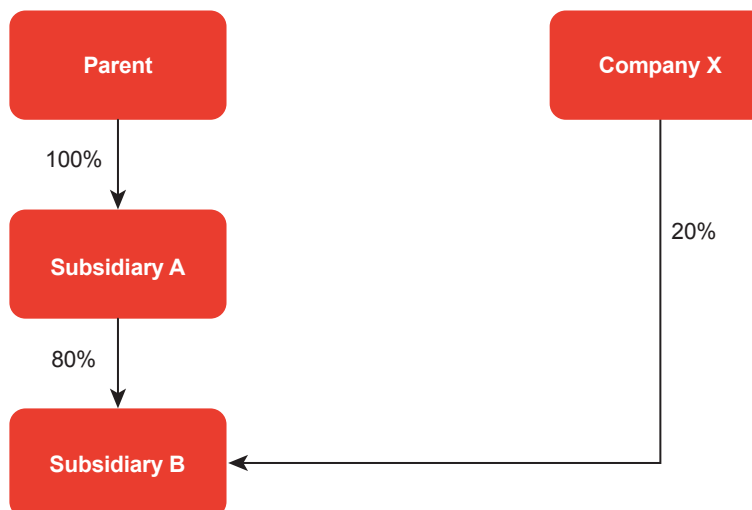 Parent
Company X
100%
20%
Subsidiary A
80%
Subsidiary B